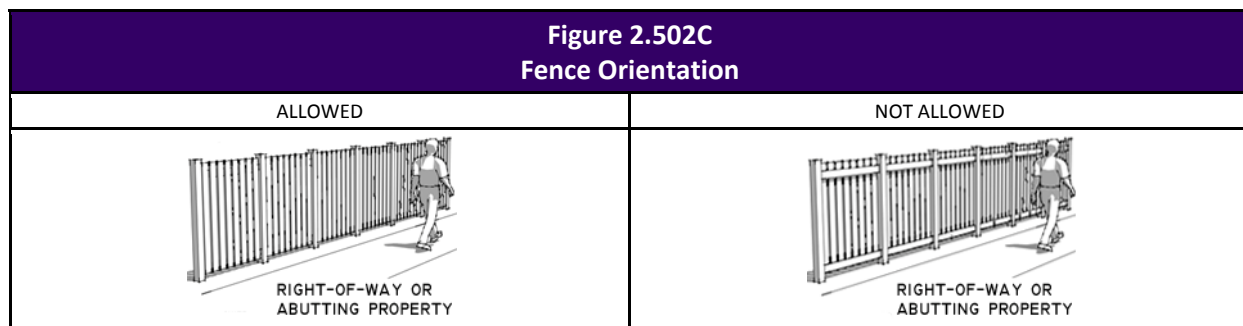 Figure 2.502C
Fence Orientation
ALLOWED
NOT ALLOWED
RIGHT-OF-WAY OR
ABUTTING PROPERTY
RIGHT-OF-WAY OR
ABUTTING PROPERTY